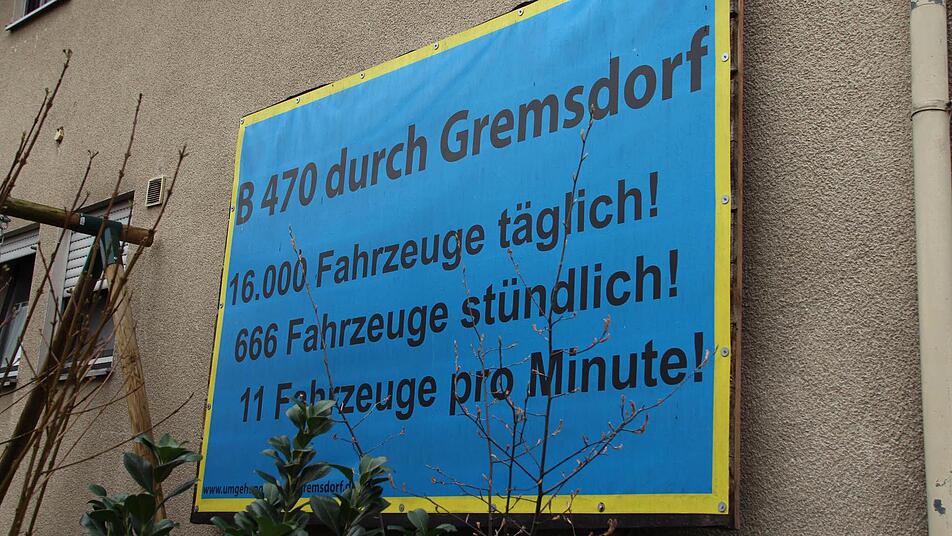 B 470 durch Gremsdorf
16.000 Fahrzeuge täglich!
666 Fahrzeuge stündlich!
11 Fahrzeuge pro Minute!